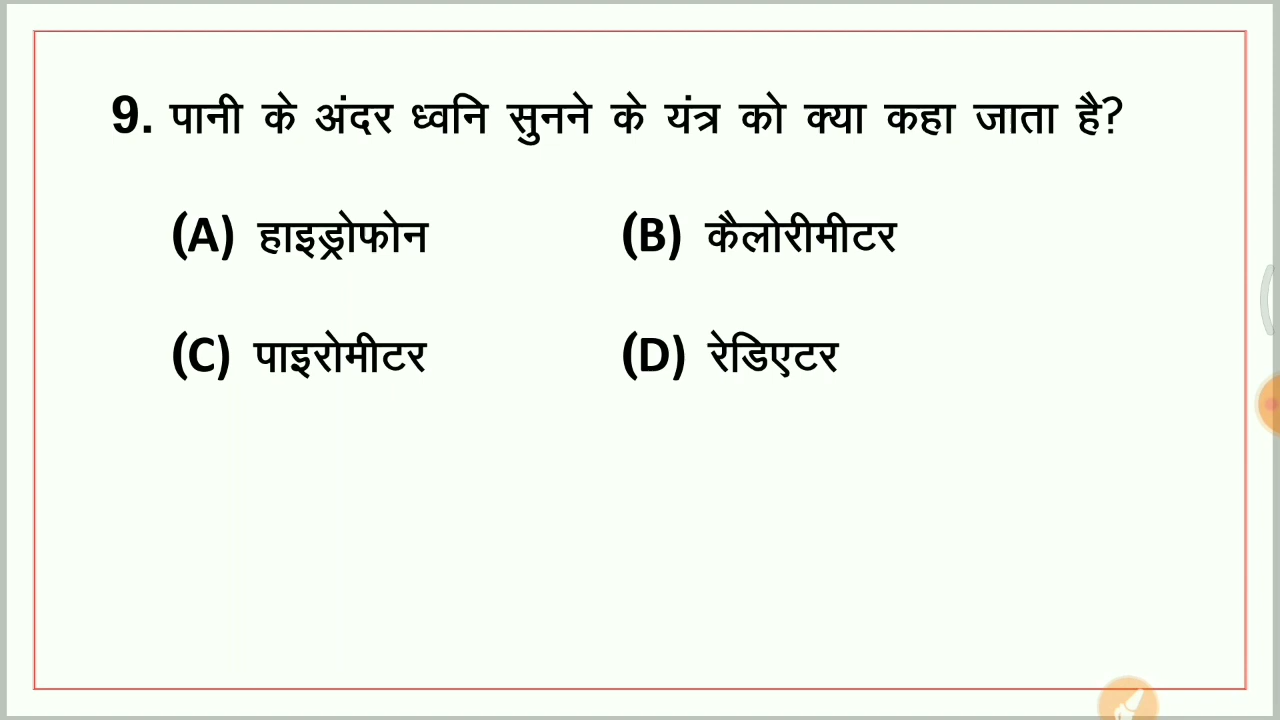 9. पानी के अंदर ध्वनि सुनने के यंत्र को क्या कहा जाता है?
(A) हाइड्रोफोन (B) कैलोरीमीटर
(C) पाइरोमीटर (D) रेडिएटर